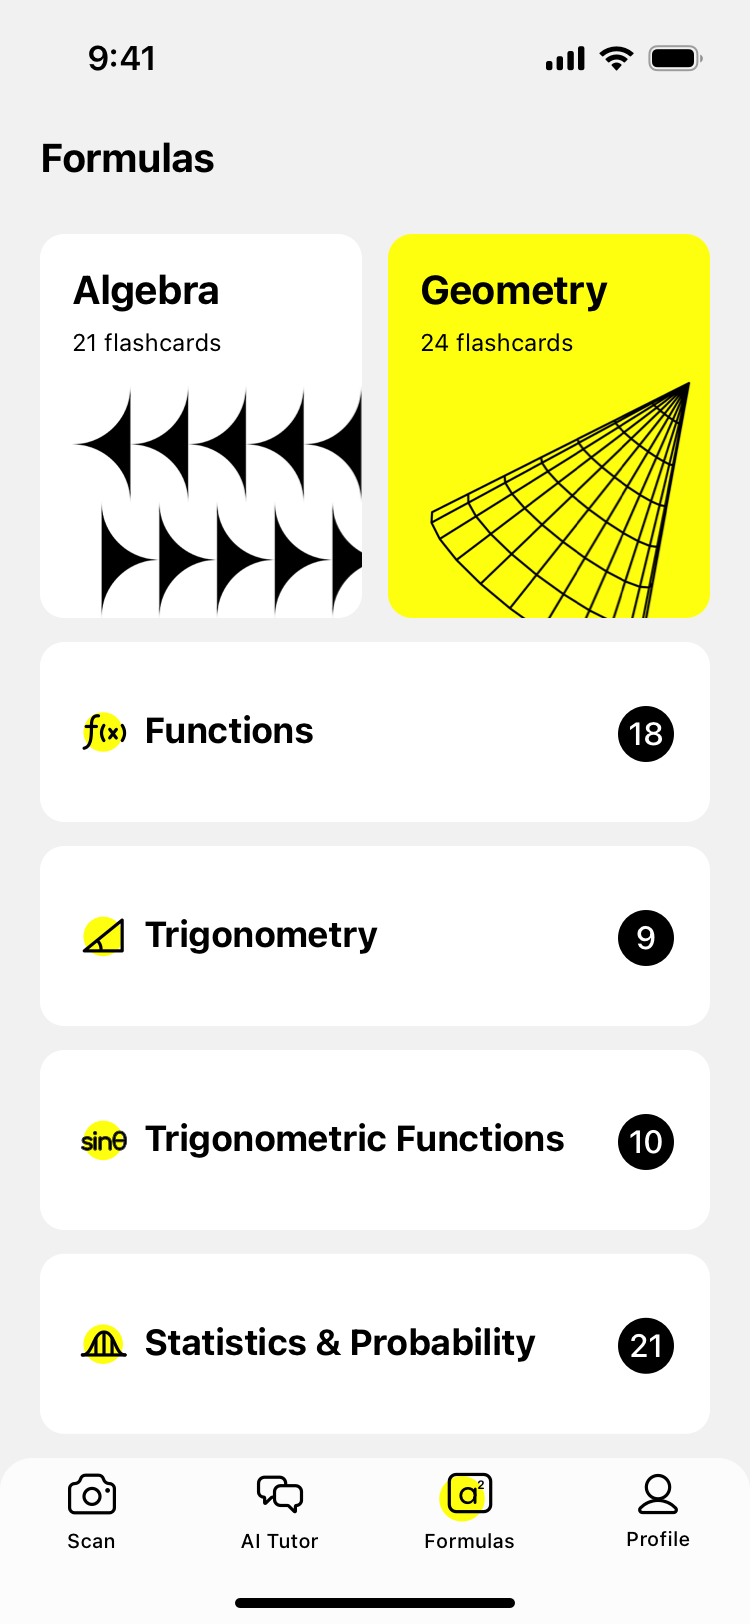 9:41
Formulas
Algebra
21 flashcards
Geometry
24 flashcards
f(x) Functions 18
Trigonometry 9
sinθ Trigonometric Functions 10
Statistics & Probability 21
a²
Scan AI Tutor Formulas Profile